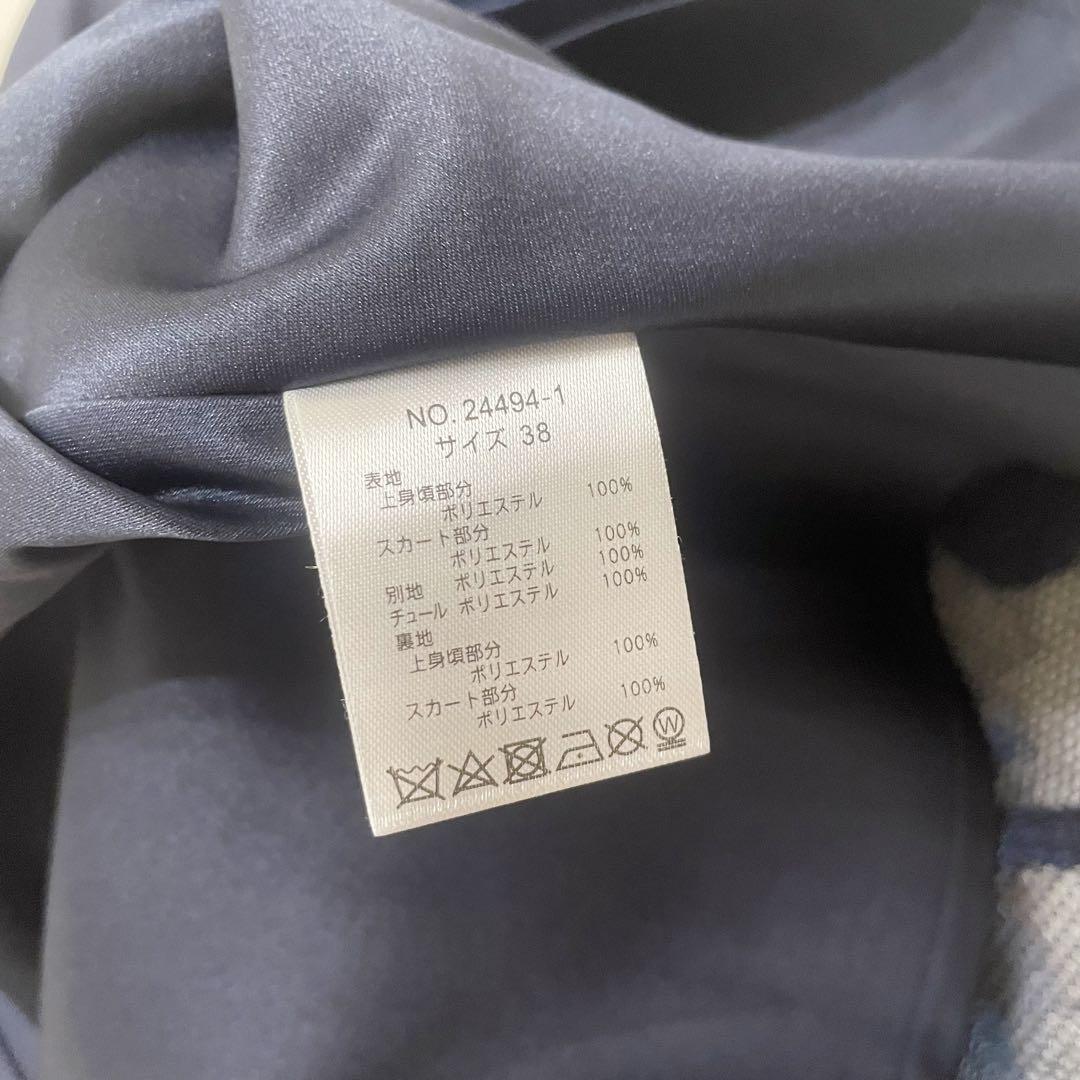 NO. 24494-1
サイズ 38
表地
上身頃部分
ポリエステル 100%
スカート部分
ポリエステル 100%
別地 ポリエステル 100%
チュール ポリエステル 100%
裏地
上身頃部分
ポリエステル 100%
スカート部分
ポリエステル 100%
W